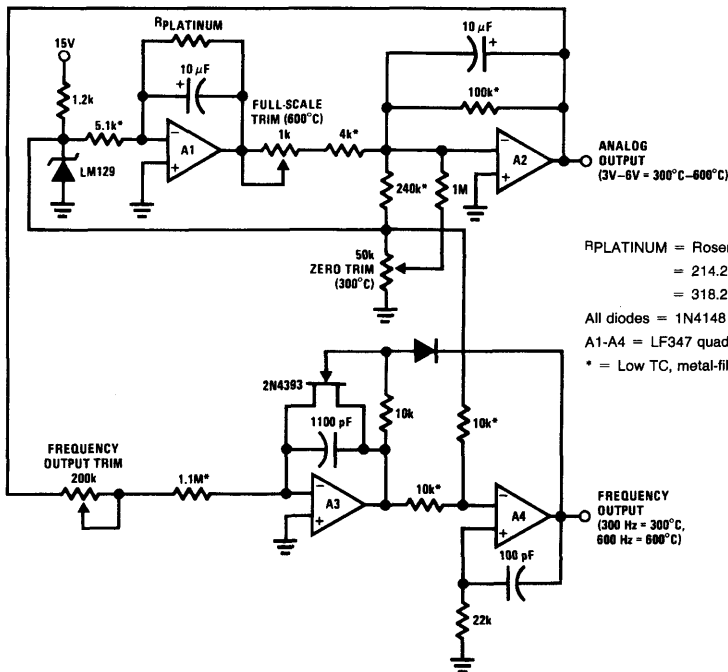 RPLATINUM
15V
1.2k
10 μF
+
5.1k*
FULL-SCALE
TRIM (600°C)
1k
4k*
10 μF
+
100k*
A1
−
+
LM129
A2
−
+
240k*
1M
ANALOG
OUTPUT
(3V–6V = 300°C–600°C)
50k
ZERO TRIM
(300°C)
RPLATINUM = Rosen
= 214.2
= 318.2
All diodes = 1N4148
A1-A4 = LF347 quad
* = Low TC, metal-fil
2N4393
10k
10k*
1100 pF
FREQUENCY
OUTPUT TRIM
200k
1.1M*
−
A3
+
10k*
−
A4
+
FREQUENCY
OUTPUT
(300 Hz = 300°C,
600 Hz = 600°C)
100 pF
22k